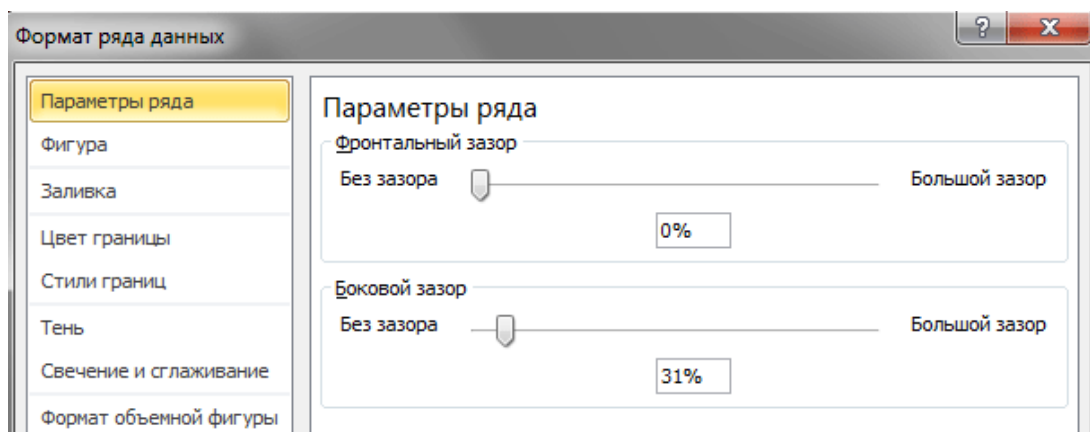 Формат ряда данных
?
X
Параметры ряда
Фигура
Заливка
Цвет границы
Стили границ
Тень
Свечение и сглаживание
Формат объемной фигуры
Параметры ряда
Фронтальный зазор
Без зазора
Большой зазор
0%
Боковой зазор
Без зазора
Большой зазор
31%